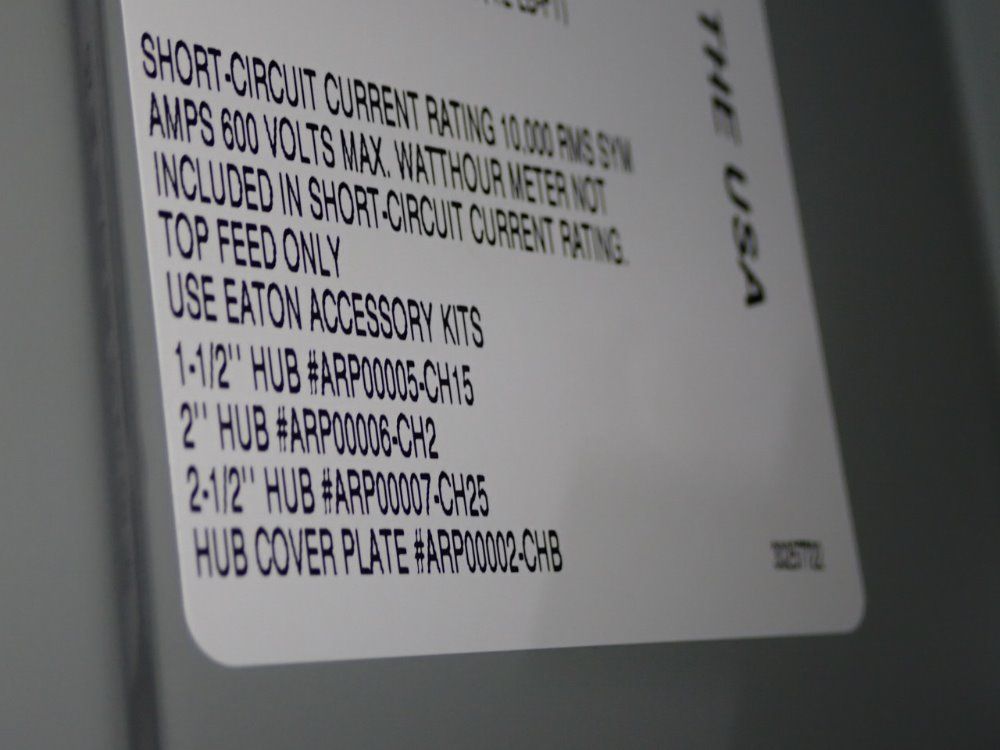 SHORT-CIRCUIT CURRENT RATING 10.000 RMS SYM
AMPS 600 VOLTS MAX. WATTHOUR METER NOT
INCLUDED IN SHORT-CIRCUIT CURRENT RATING.
TOP FEED ONLY
USE EATON ACCESSORY KITS
1-1/2" HUB #ARP00005-CH15
2" HUB #ARP00006-CH2
2-1/2" HUB #ARP00007-CH25
HUB COVER PLATE #ARP00002-CHB
THE USA